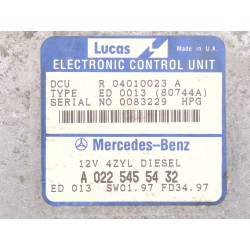 Lucas
Made in U.K.
ELECTRONIC CONTROL UNIT
DCU R 04010023 A
TYPE ED 0013 (80744A)
SERIAL NO 0083229 HPG
Mercedes-Benz
12V 4ZYL DIESEL
A 022 545 54 32
ED 013 SW01.97 FD34.97